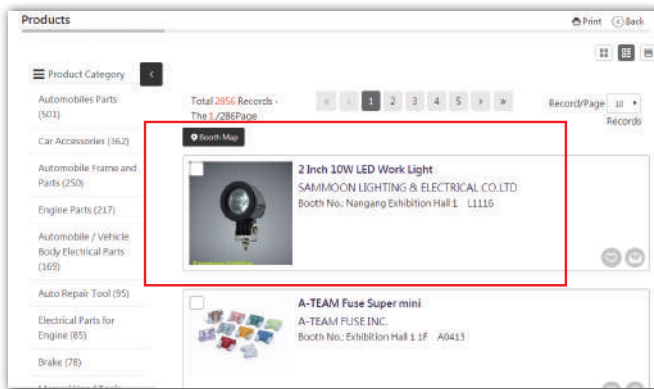 Products
Print
Back
Product Category
Automobiles Parts
(501)
Car Accessories (362)
Automobile Frame and
Parts (250)
Engine Parts (217)
Automobile / Vehicle
Body Electrical Parts
(169)
Auto Repair Tool (95)
Electrical Parts for
Engine (85)
Brake (78)
Total 2856 Records ,
The 1 /286Page
« ‹ 1 2 3 4 5 › »
Record/Page 10
Records
Booth Map
2 Inch 10W LED Work Light
SAMMOON LIGHTING & ELECTRICAL CO.LTD
Booth No.: Nangang Exhibition Hall 1 L1116
A-TEAM Fuse Super mini
A-TEAM FUSE INC.
Booth No.: Exhibition Hall 1 1F A0413